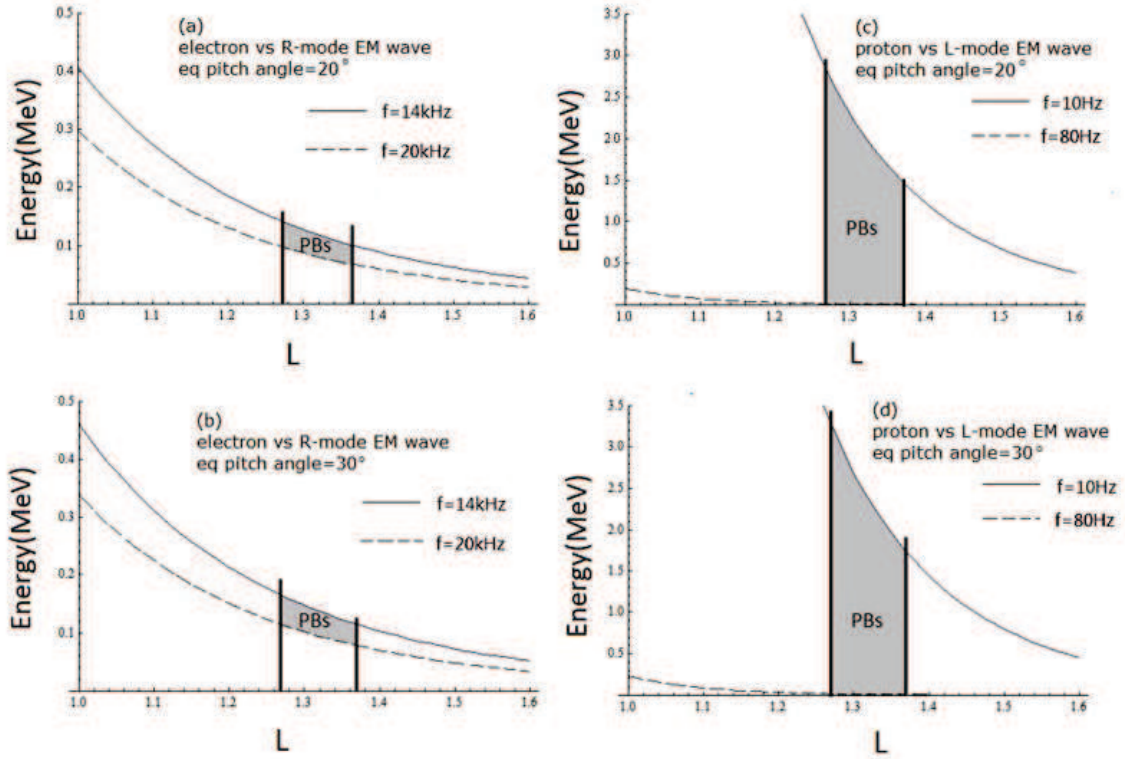 (a)
electron vs R-mode EM wave
eq pitch angle=20°
f=14kHz
f=20kHz
PBs
Energy(MeV)
0.5
0.4
0.3
0.2
0.1
1.0 1.1 1.2 1.3 1.4 1.5 1.6
L
(c)
proton vs L-mode EM wave
eq pitch angle=20°
f=10Hz
f=80Hz
PBs
Energy(MeV)
3.5
3.0
2.5
2.0
1.5
1.0
0.5
1.0 1.1 1.2 1.3 1.4 1.5 1.6
L
(b)
electron vs R-mode EM wave
eq pitch angle=30°
f=14kHz
f=20kHz
PBs
Energy(MeV)
0.5
0.4
0.3
0.2
0.1
1.0 1.1 1.2 1.3 1.4 1.5 1.6
L
(d)
proton vs L-mode EM wave
eq pitch angle=30°
f=10Hz
f=80Hz
PBs
Energy(MeV)
3.5
3.0
2.5
2.0
1.5
1.0
0.5
1.0 1.1 1.2 1.3 1.4 1.5 1.6
L